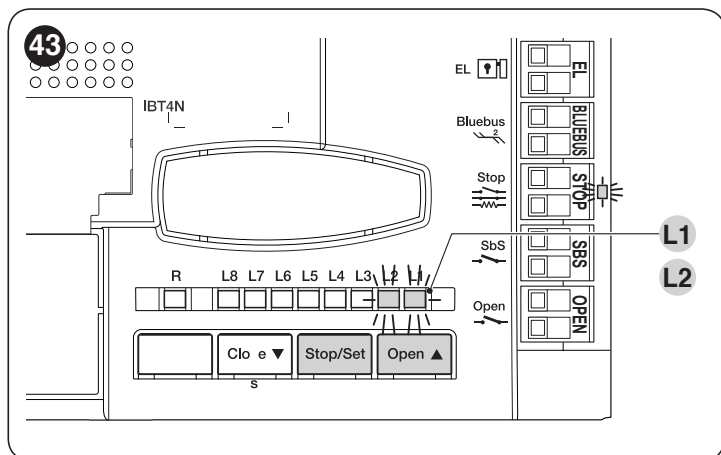 43
IBT4N
EL
EL
Bluebus
2
BLUEBUS
Stop
STOP
SbS
SBS
Open
OPEN
L1
L2
R L8 L7 L6 L5 L4 L3 L2 L1
Clo e ▼ Stop/Set Open ▲
s